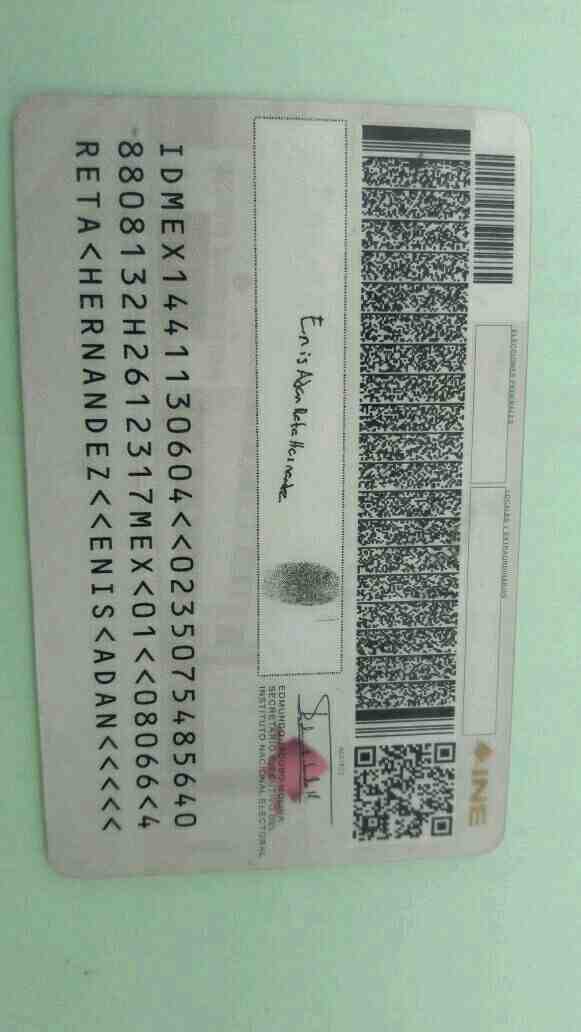 INE
ELECCIONES FEDERALES
LOCALES Y EXTRAORDINARIAS
Enis Adan Reta Hernandez
EDMUNDO JACOBO MOLINA
SECRETARIO EJECUTIVO DEL
INSTITUTO NACIONAL ELECTORAL
IDMEX1441130604<<0235075485640
8808132H2612317MEX<01<<08066<4
RETA<HERNANDEZ<<ENIS<ADAN<<<<<